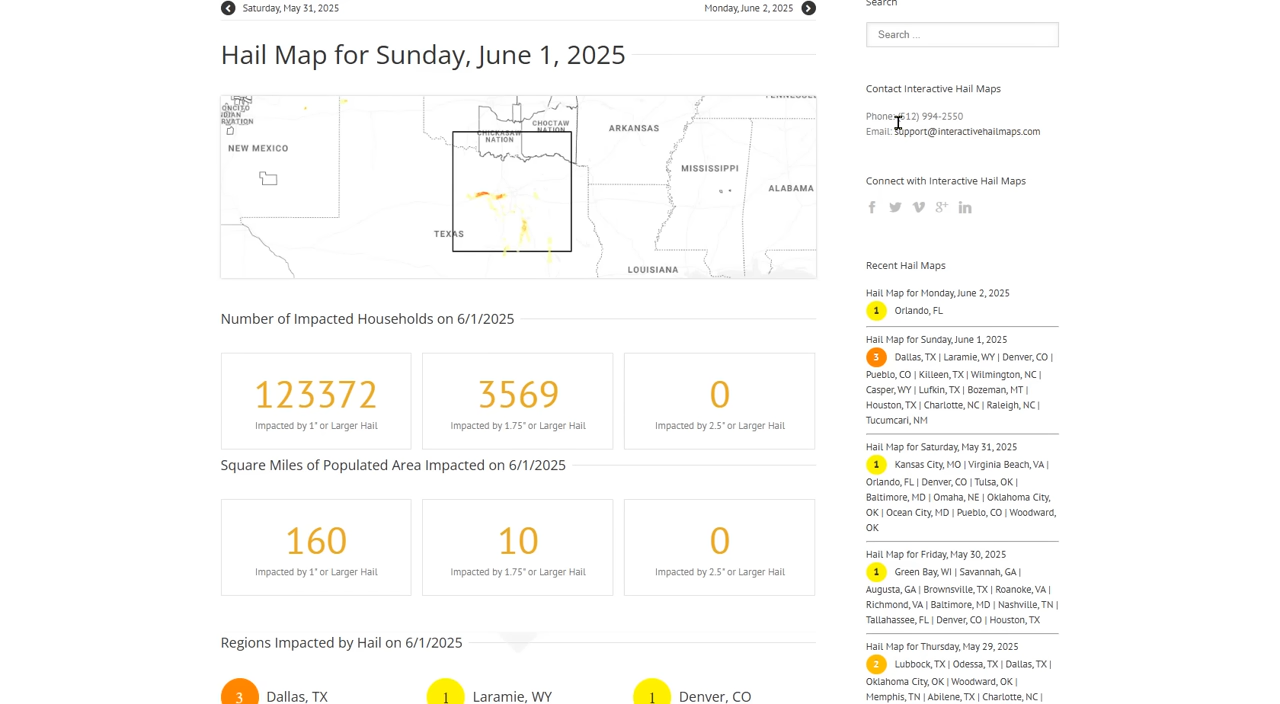 Saturday, May 31, 2025
Monday, June 2, 2025
Hail Map for Sunday, June 1, 2025
NEW MEXICO
CHICKASAW
NATION
CHOCTAW
NATION
ARKANSAS
MISSISSIPPI
ALABAMA
TEXAS
LOUISIANA
Number of Impacted Households on 6/1/2025
123372
Impacted by 1" or Larger Hail
3569
Impacted by 1.75" or Larger Hail
0
Impacted by 2.5" or Larger Hail
Square Miles of Populated Area Impacted on 6/1/2025
160
Impacted by 1" or Larger Hail
10
Impacted by 1.75" or Larger Hail
0
Impacted by 2.5" or Larger Hail
Regions Impacted by Hail on 6/1/2025
3 Dallas, TX
1 Laramie, WY
1 Denver, CO
Search
Search ...
Contact Interactive Hail Maps
Phone: (512) 994-2550
Email: support@interactivehailmaps.com
Connect with Interactive Hail Maps
Recent Hail Maps
Hail Map for Monday, June 2, 2025
1 Orlando, FL
Hail Map for Sunday, June 1, 2025
3 Dallas, TX | Laramie, WY | Denver, CO |
Pueblo, CO | Killeen, TX | Wilmington, NC |
Casper, WY | Lufkin, TX | Bozeman, MT |
Houston, TX | Charlotte, NC | Raleigh, NC |
Tucumcari, NM
Hail Map for Saturday, May 31, 2025
1 Kansas City, MO | Virginia Beach, VA |
Orlando, FL | Denver, CO | Tulsa, OK |
Baltimore, MD | Omaha, NE | Oklahoma City,
OK | Ocean City, MD | Pueblo, CO | Woodward,
OK
Hail Map for Friday, May 30, 2025
1 Green Bay, WI | Savannah, GA |
Augusta, GA | Brownsville, TX | Roanoke, VA |
Richmond, VA | Baltimore, MD | Nashville, TN |
Tallahassee, FL | Denver, CO | Houston, TX
Hail Map for Thursday, May 29, 2025
2 Lubbock, TX | Odessa, TX | Dallas, TX |
Oklahoma City, OK | Woodward, OK |
Memphis, TN | Abilene, TX | Charlotte, NC |